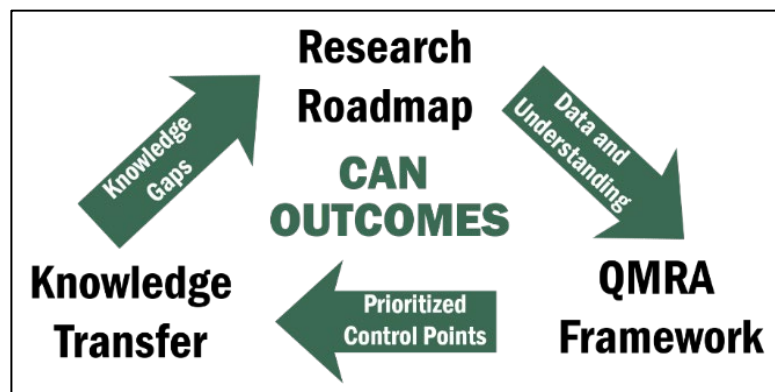 Research
Roadmap
Data and
Understanding
QMRA
Framework
Prioritized
Control Points
Knowledge
Transfer
Knowledge
Gaps
CAN
OUTCOMES